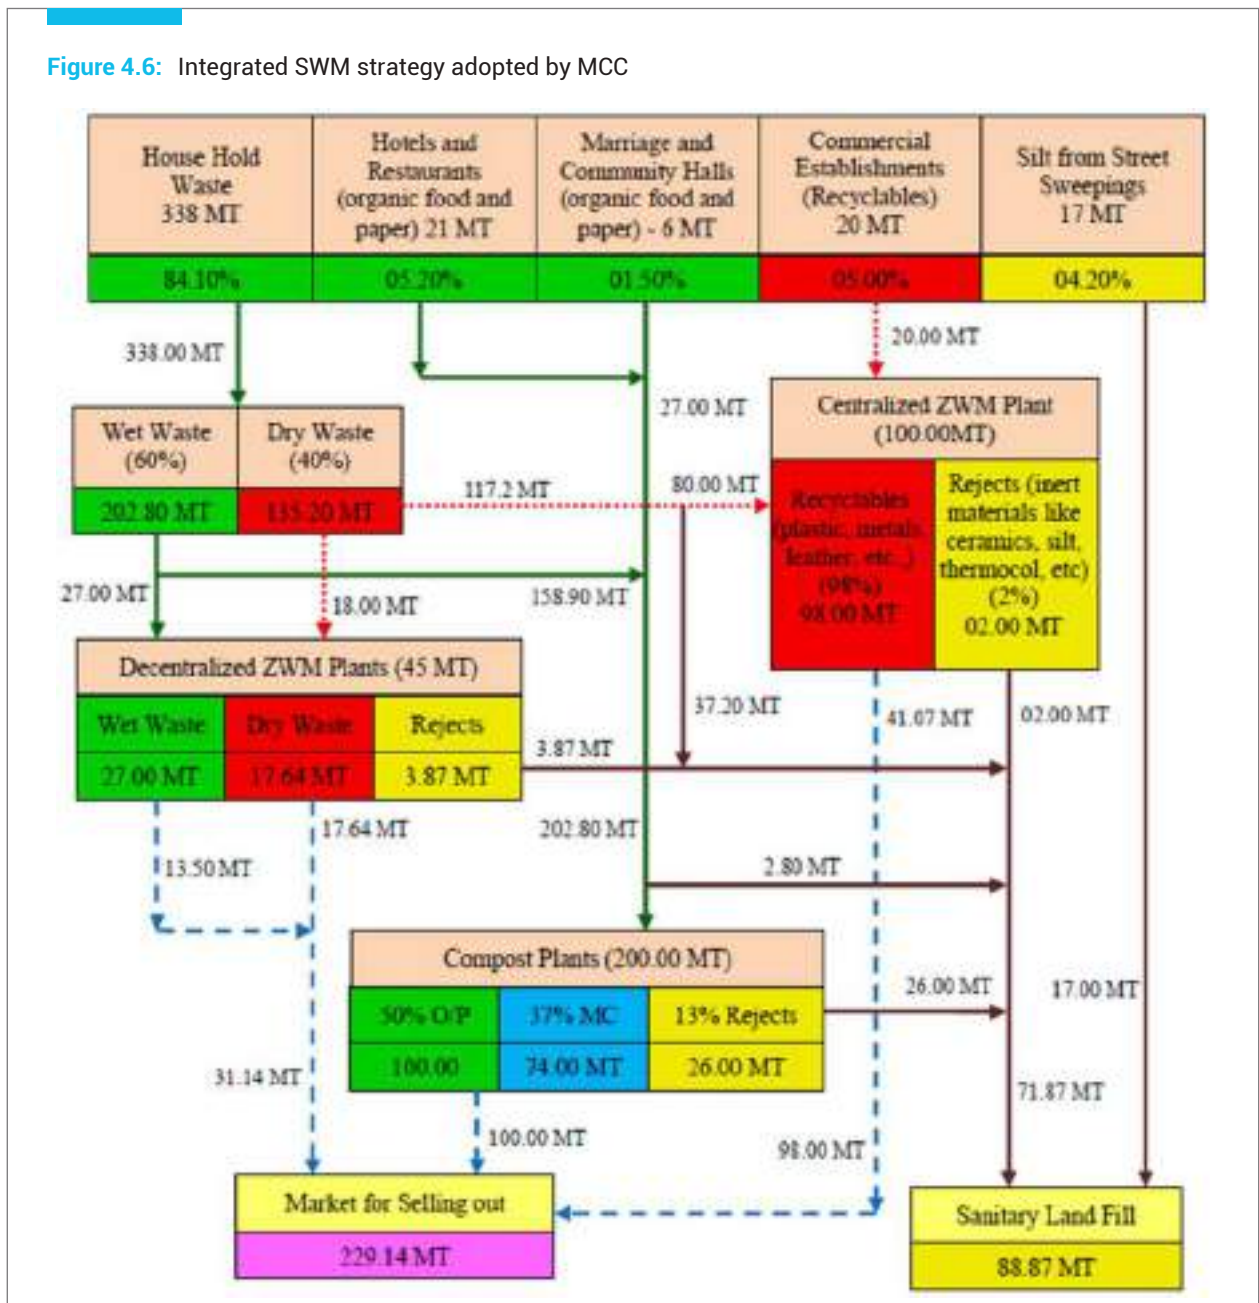 Figure 4.6: Integrated SWM strategy adopted by MCC
House Hold
Waste
338 MT
Hotels and
Restaurants
(organic food and
paper) 21 MT
Marriage and
Community Halls
(organic food and
paper) - 6 MT
Commercial
Establishments
(Recyclables)
20 MT
Silt from Street
Sweepings
17 MT
84.10%
05.20%
01.50%
05.00%
04.20%
338.00 MT
20.00 MT
27.00 MT
Wet Waste
(60%)
Dry Waste
(40%)
202.80 MT
135.20 MT
117.2 MT
80.00 MT
Centralized ZWM Plant
(100.00MT)
Recyclables
(plastic, metals
leather, etc.,)
(98%)
98.00 MT
Rejects (inert
materials like
ceramics, silt,
thermocol, etc)
(2%)
02.00 MT
27.00 MT
18.00 MT
158.90 MT
Decentralized ZWM Plants (45 MT)
Wet Waste
Dry Waste
Rejects
27.00 MT
17.64 MT
3.87 MT
3.87 MT
37.20 MT
41.07 MT
02.00 MT
17.64 MT
13.50 MT
202.80 MT
2.80 MT
Compost Plants (200.00 MT)
50% O/P
37% MC
13% Rejects
100.00
74.00 MT
26.00 MT
26.00 MT
17.00 MT
31.14 MT
100.00 MT
98.00 MT
71.87 MT
Market for Selling out
229.14 MT
Sanitary Land Fill
88.87 MT